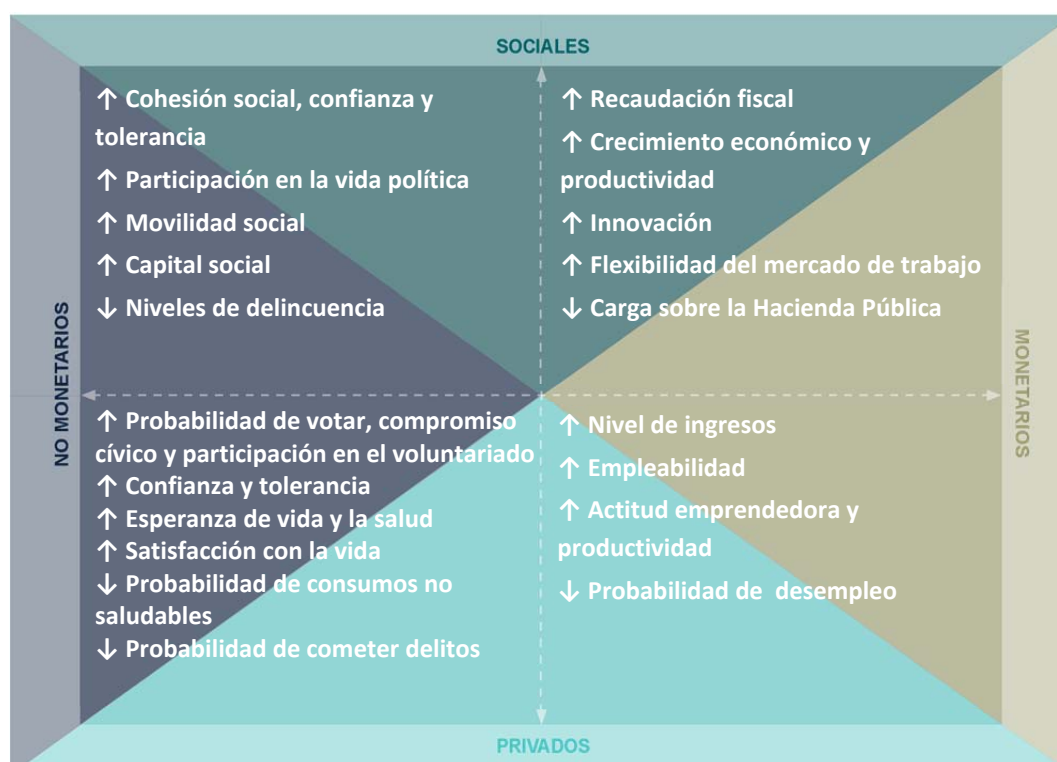 SOCIALES
↑ Cohesión social, confianza y
tolerancia
↑ Participación en la vida política
↑ Movilidad social
↑ Capital social
↓ Niveles de delincuencia
↑ Recaudación fiscal
↑ Crecimiento económico y
productividad
↑ Innovación
↑ Flexibilidad del mercado de trabajo
↓ Carga sobre la Hacienda Pública
NO MONETARIOS
MONETARIOS
↑ Probabilidad de votar, compromiso
cívico y participación en el voluntariado
↑ Confianza y tolerancia
↑ Esperanza de vida y la salud
↑ Satisfacción con la vida
↓ Probabilidad de consumos no
saludables
↓ Probabilidad de cometer delitos
↑ Nivel de ingresos
↑ Empleabilidad
↑ Actitud emprendedora y
productividad
↓ Probabilidad de desempleo
PRIVADOS